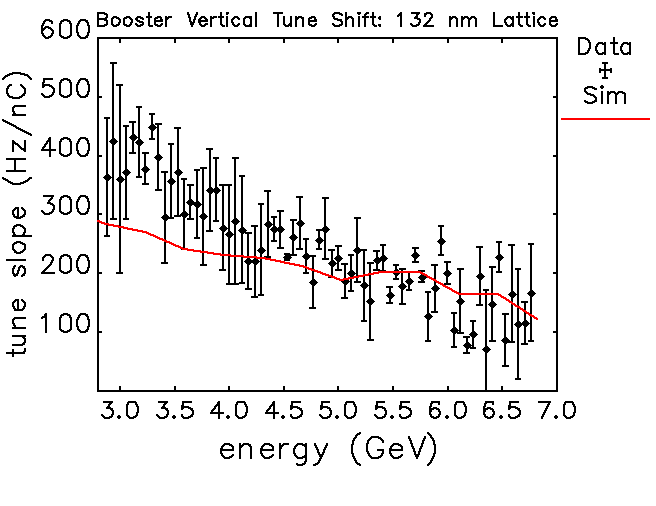 Booster Vertical Tune Shift: 132 nm Lattice
Data
Sim
tune slope (Hz/nC)
600
500
400
300
200
100
3.0 3.5 4.0 4.5 5.0 5.5 6.0 6.5 7.0
energy (GeV)